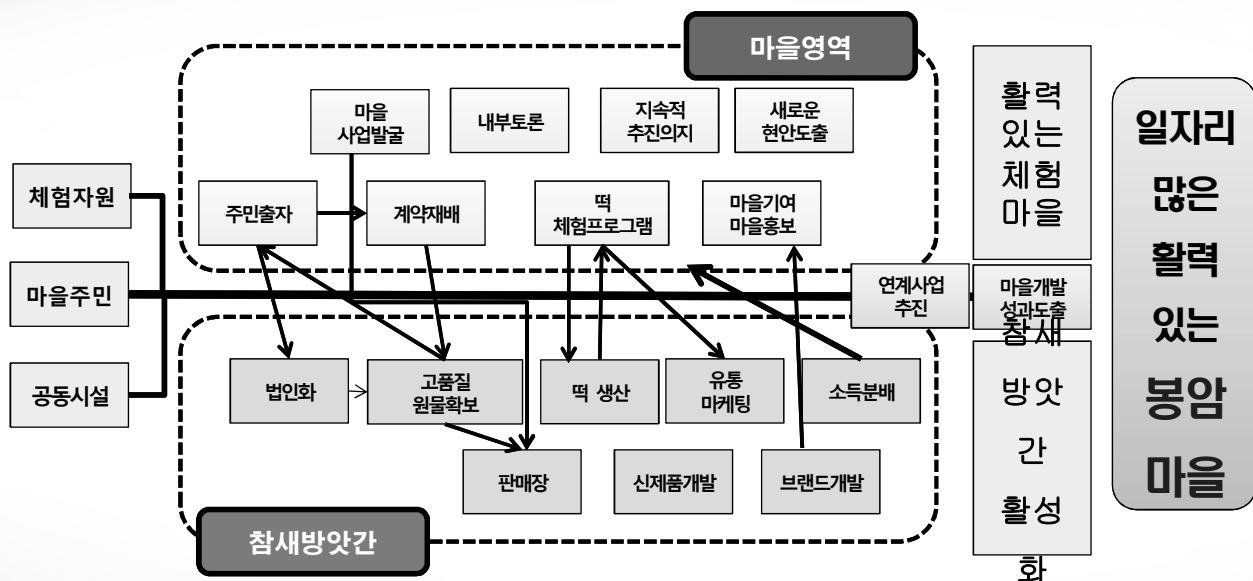 마을영역
마을
사업발굴
내부토론
지속적
추진의지
새로운
현안도출
주민출자
계약재배
떡
체험프로그램
마을기여
마을홍보
체험자원
마을주민
공동시설
연계사업
추진
마을개발
성과도출
법인화
고품질
원물확보
떡 생산
유통
마케팅
소득분배
판매장
신제품개발
브랜드개발
참새방앗간
활력
있는
체험
마을
참새
방앗
간
활성
화
일자리
많은
활력
있는
봉암
마을